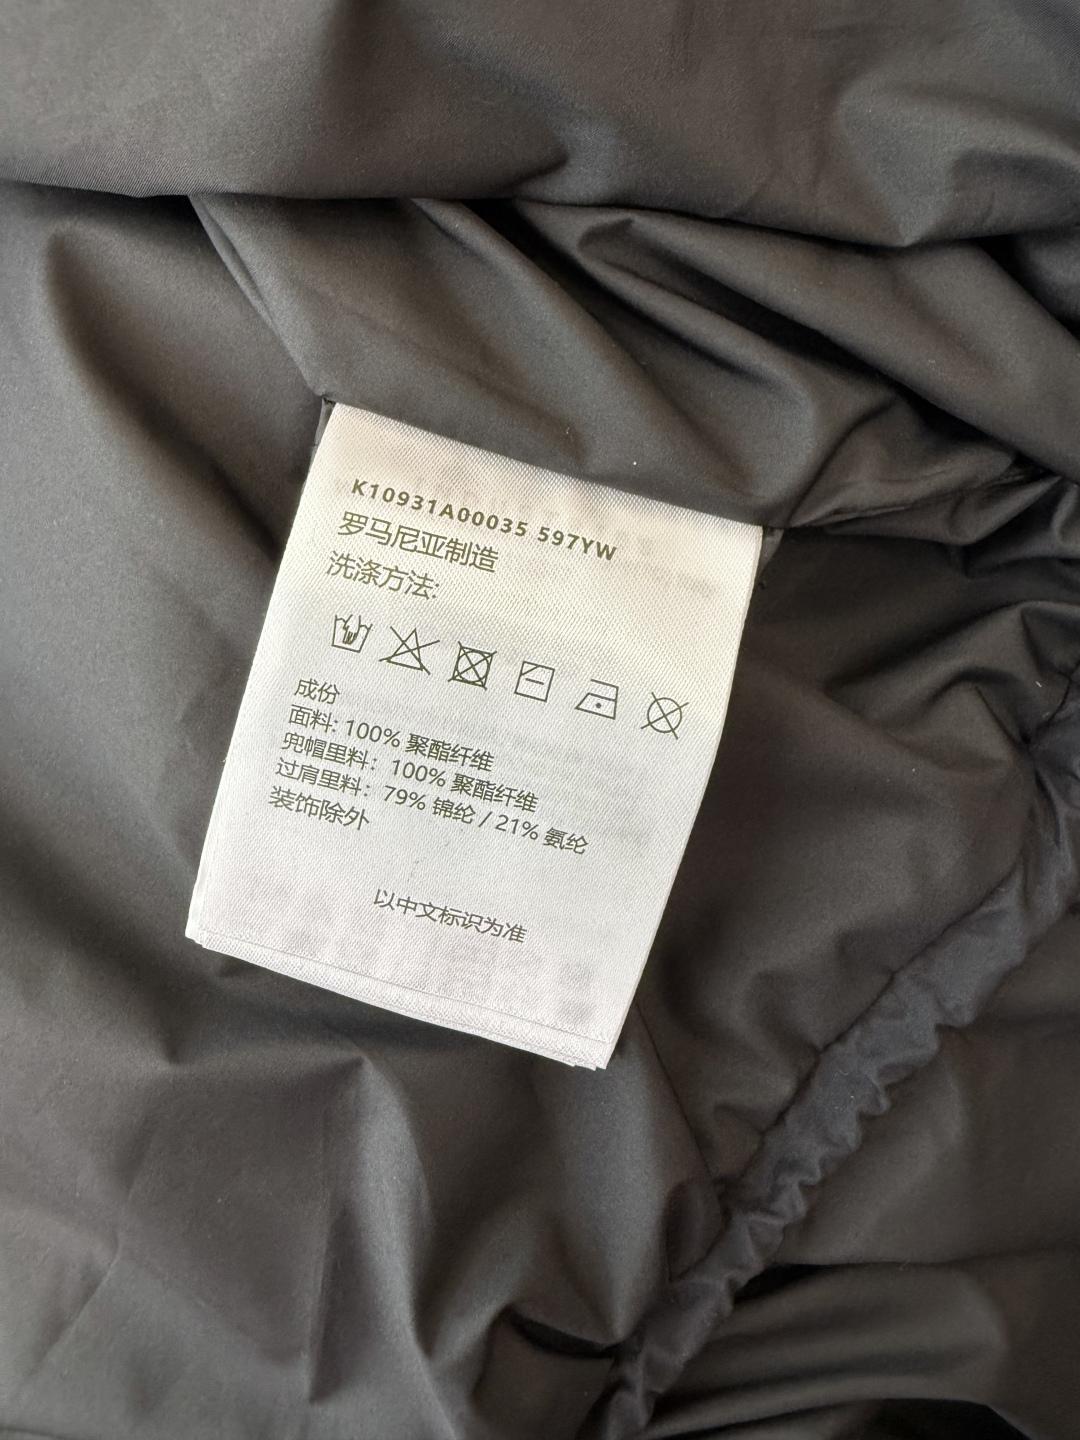 K10931A00035 597YW
罗马尼亚制造
洗涤方法:
成份
面料: 100% 聚酯纤维
兜帽里料: 100% 聚酯纤维
过肩里料: 79% 锦纶 / 21% 氨纶
装饰除外
以中文标识为准